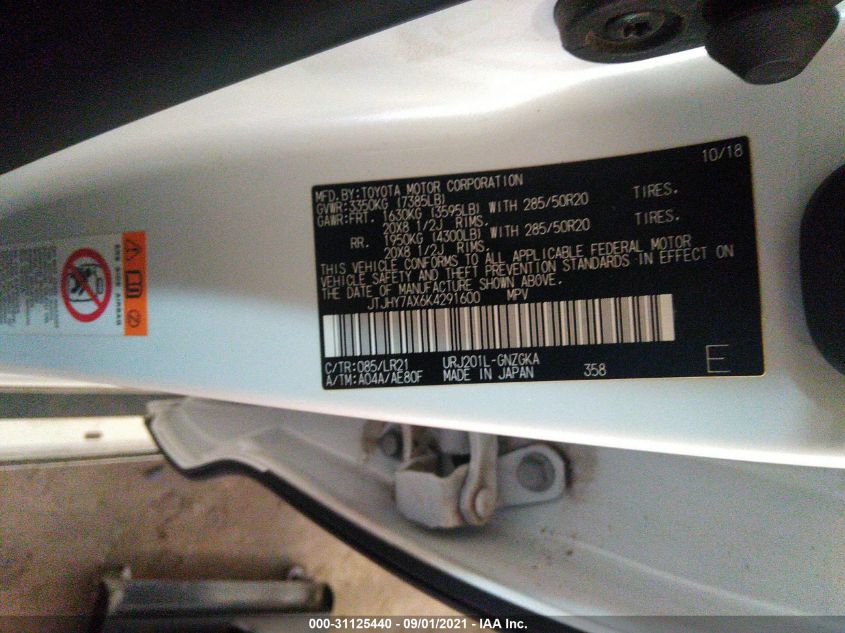 10/18
MFD.BY:TOYOTA MOTOR CORPORATION
GVWR:3350KG (7385LB)
GAWR:FRT. 1630KG (3595LB) WITH 285/50R20 TIRES.
20X8 1/2J RIMS.
RR. 1950KG (4300LB) WITH 285/50R20 TIRES.
20X8 1/2J RIMS.
THIS VEHICLE CONFORMS TO ALL APPLICABLE FEDERAL MOTOR
VEHICLE SAFETY AND THEFT PREVENTION STANDARDS IN EFFECT ON
THE DATE OF MANUFACTURE SHOWN ABOVE.
JTJHY7AX6K4291600 MPV
C/TR:085/LR21 URJ201L-GNZGKA
A/TM:A04A/AE80F MADE IN JAPAN 358 E
SIDE AIRBAG
000-31125440 - 09/01/2021 - IAA Inc.